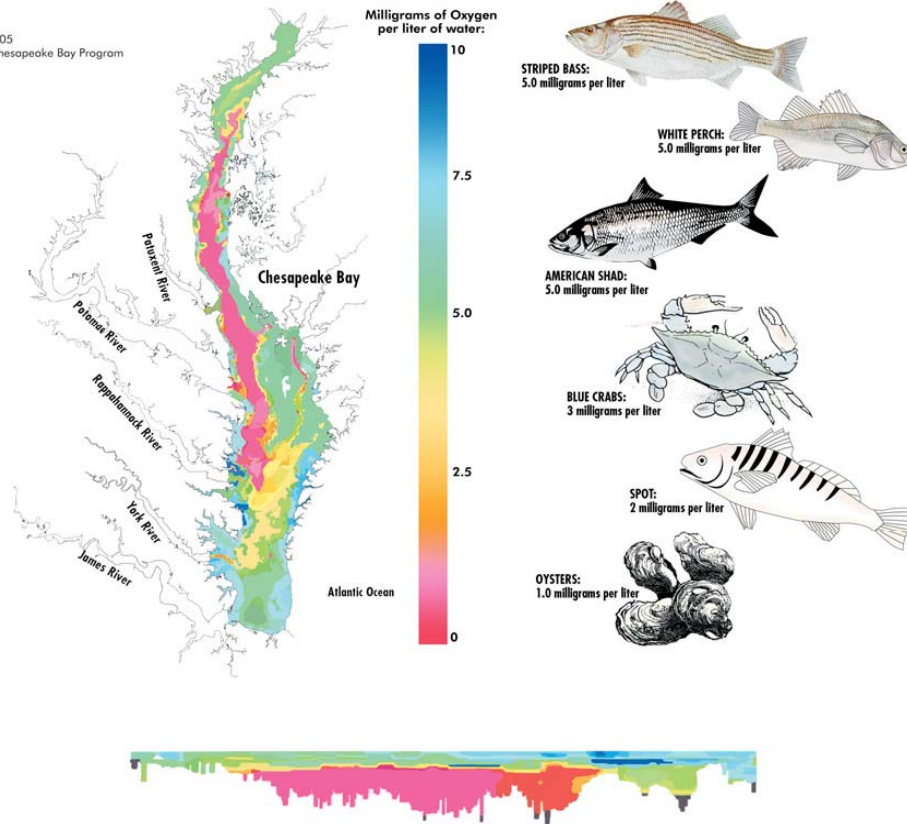 05
hesapeake Bay Program
Milligrams of Oxygen
per liter of water:
10
7.5
5.0
2.5
0
Chesapeake Bay
Patuxent River
Potomac River
Rappahannock River
York River
James River
Atlantic Ocean
STRIPED BASS:
5.0 milligrams per liter
WHITE PERCH:
5.0 milligrams per liter
AMERICAN SHAD:
5.0 milligrams per liter
BLUE CRABS:
3 milligrams per liter
SPOT:
2 milligrams per liter
OYSTERS:
1.0 milligrams per liter